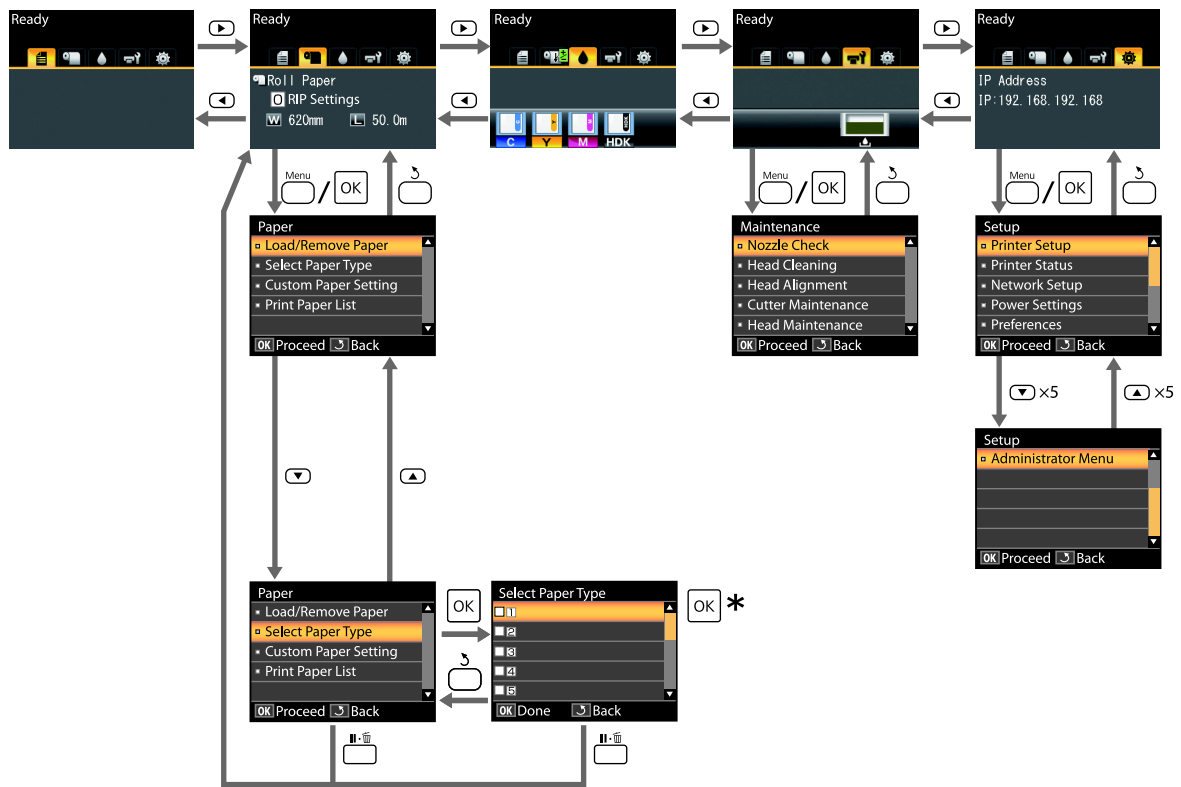 Ready
Ready
Ready
Ready
Ready
Roll Paper
O RIP Settings
W 620mm L 50.0m
C Y M HDK
IP Address
IP:192.168.192.168
Menu / OK
Menu / OK
Menu / OK
Paper
Load/Remove Paper
Select Paper Type
Custom Paper Setting
Print Paper List
OK Proceed Back
Maintenance
Nozzle Check
Head Cleaning
Head Alignment
Cutter Maintenance
Head Maintenance
OK Proceed Back
Setup
Printer Setup
Printer Status
Network Setup
Power Settings
Preferences
OK Proceed Back
×5
×5
Setup
Administrator Menu
OK Proceed Back
Paper
Load/Remove Paper
Select Paper Type
Custom Paper Setting
Print Paper List
OK Proceed Back
OK
Select Paper Type
1
2
3
4
5
OK Done Back
OK *